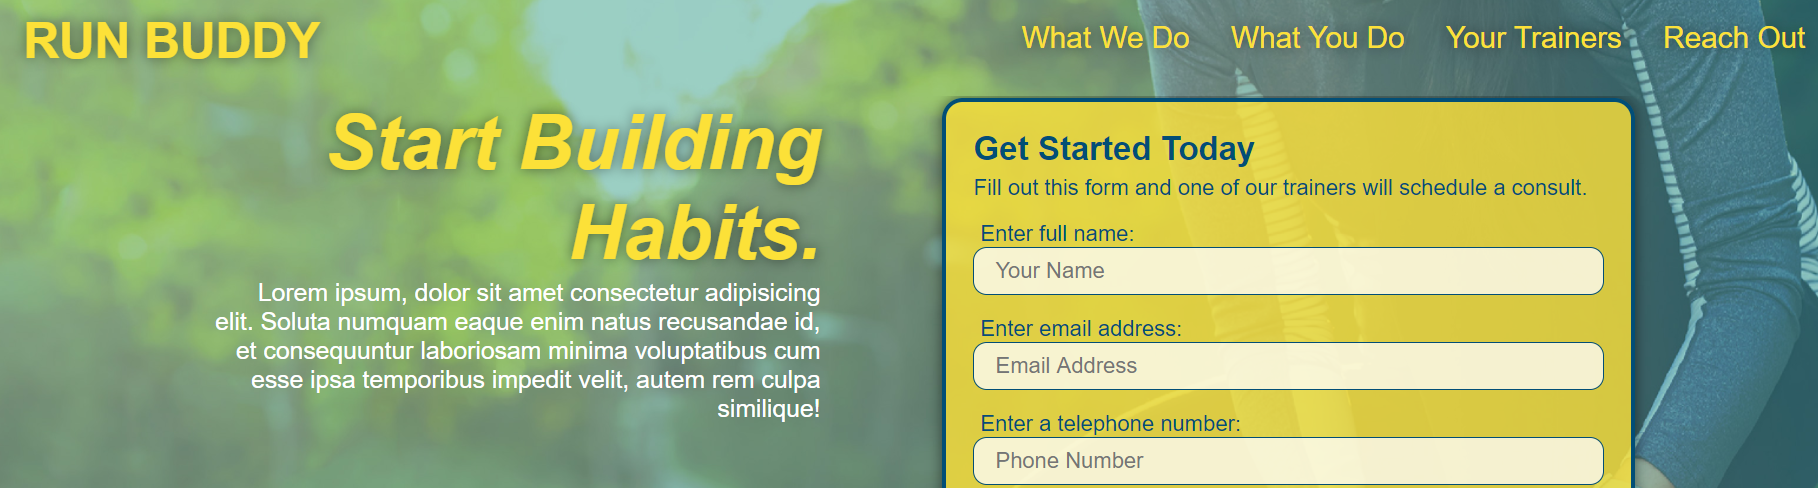 RUN BUDDY
What We Do
What You Do
Your Trainers
Reach Out
Start Building
Habits.
Lorem ipsum, dolor sit amet consectetur adipisicing
elit. Soluta numquam eaque enim natus recusandae id,
et consequuntur laboriosam minima voluptatibus cum
esse ipsa temporibus impedit velit, autem rem culpa
similique!
Get Started Today
Fill out this form and one of our trainers will schedule a consult.
Enter full name:
Your Name
Enter email address:
Email Address
Enter a telephone number:
Phone Number